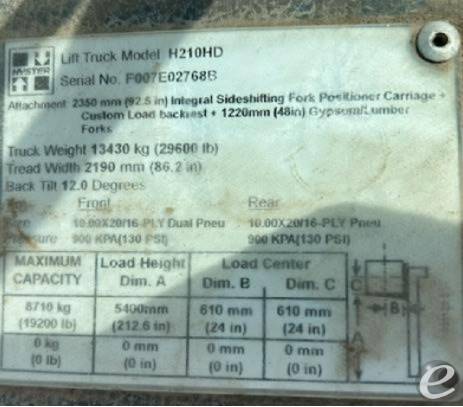 HYSTER
Lift Truck Model H210HD
Serial No. F007E02768B
Attachment 2350 mm (92.5 in) Integral Sideshifting Fork Positioner Carriage +
Custom Load backrest + 1220mm (48in) Gypsum/Lumber
Forks
Truck Weight 13430 kg (29600 lb)
Tread Width 2190 mm (86.2 in)
Back Tilt 12.0 Degrees
Front Rear
10.00X20/16-PLY Dual Pneu 10.00X20/16-PLY Pneu
Pressure 900 KPA(130 PSI) 900 KPA(130 PSI)
MAXIMUM CAPACITY Load Height Dim. A Load Center Dim. B Dim. C
8710 kg (19200 lb) 5400mm (212.6 in) 610 mm (24 in) 610 mm (24 in)
0 kg (0 lb) 0 mm (0 in) 0 mm (0 in) 0 mm (0 in)
C
B
A
e